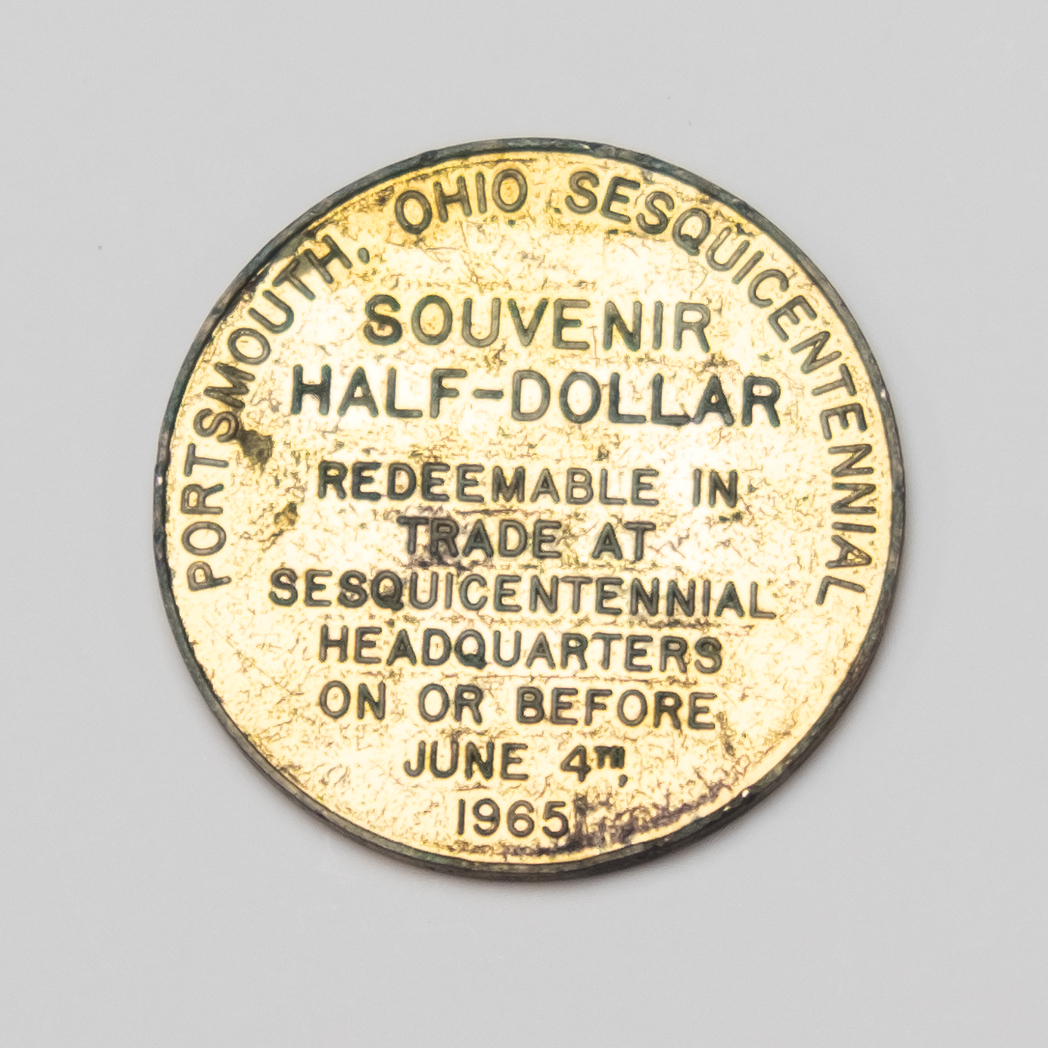 PORTSMOUTH, OHIO SESQUICENTENNIAL
SOUVENIR
HALF-DOLLAR
REDEEMABLE IN
TRADE AT
SESQUICENTENNIAL
HEADQUARTERS
ON OR BEFORE
JUNE 4TH,
1965